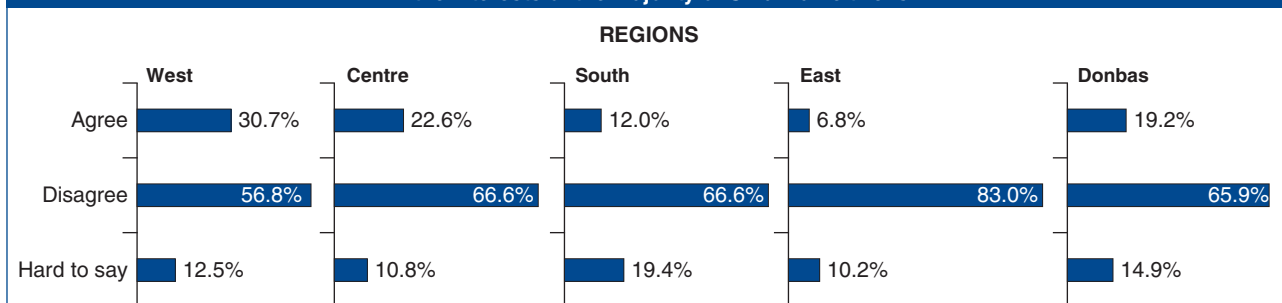 REGIONS
West Centre South East Donbas
Agree 30.7% 22.6% 12.0% 6.8% 19.2%
Disagree 56.8% 66.6% 66.6% 83.0% 65.9%
Hard to say 12.5% 10.8% 19.4% 10.2% 14.9%